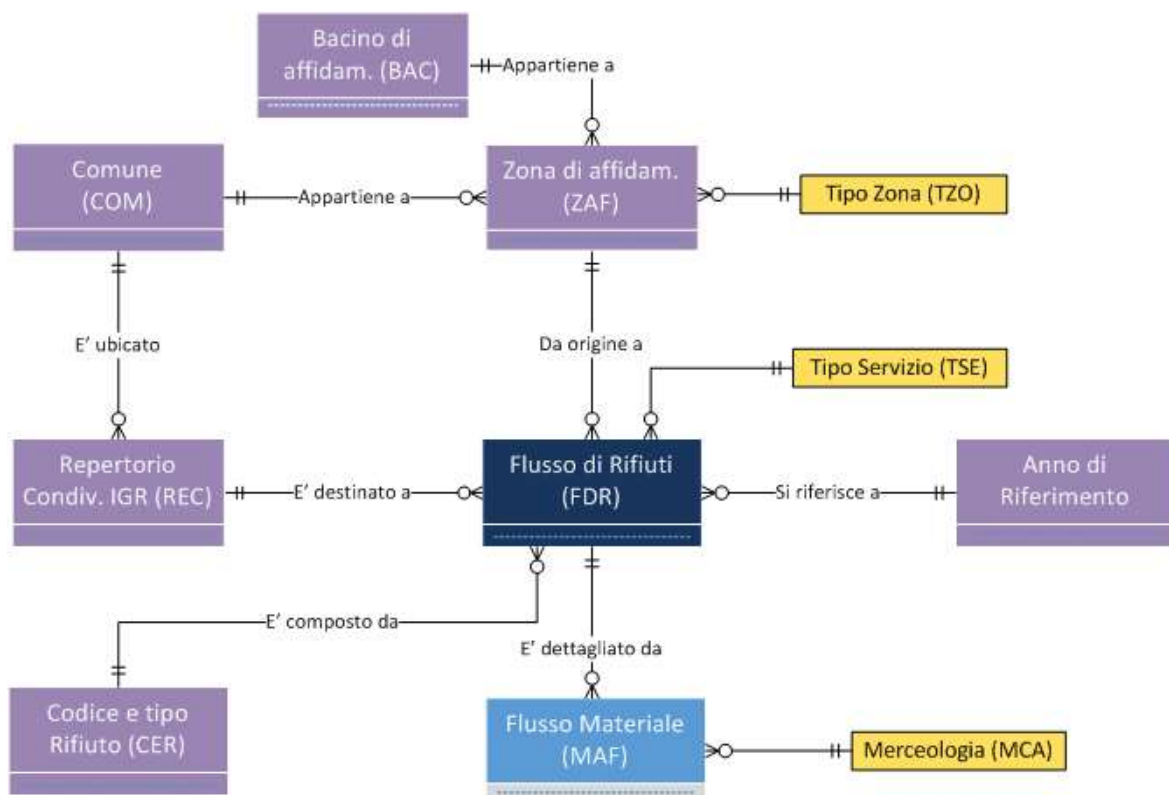 Bacino di
affidam. (BAC)
Appartiene a
Comune
(COM)
Appartiene a
Zona di affidam.
(ZAF)
Tipo Zona (TZO)
E' ubicato
Da origine a
Tipo Servizio (TSE)
Repertorio
Condiv. IGR (REC)
E' destinato a
Flusso di Rifiuti
(FDR)
Si riferisce a
Anno di
Riferimento
E' composto da
E' dettagliato da
Codice e tipo
Rifiuto (CER)
Flusso Materiale
(MAF)
Merceologia (MCA)